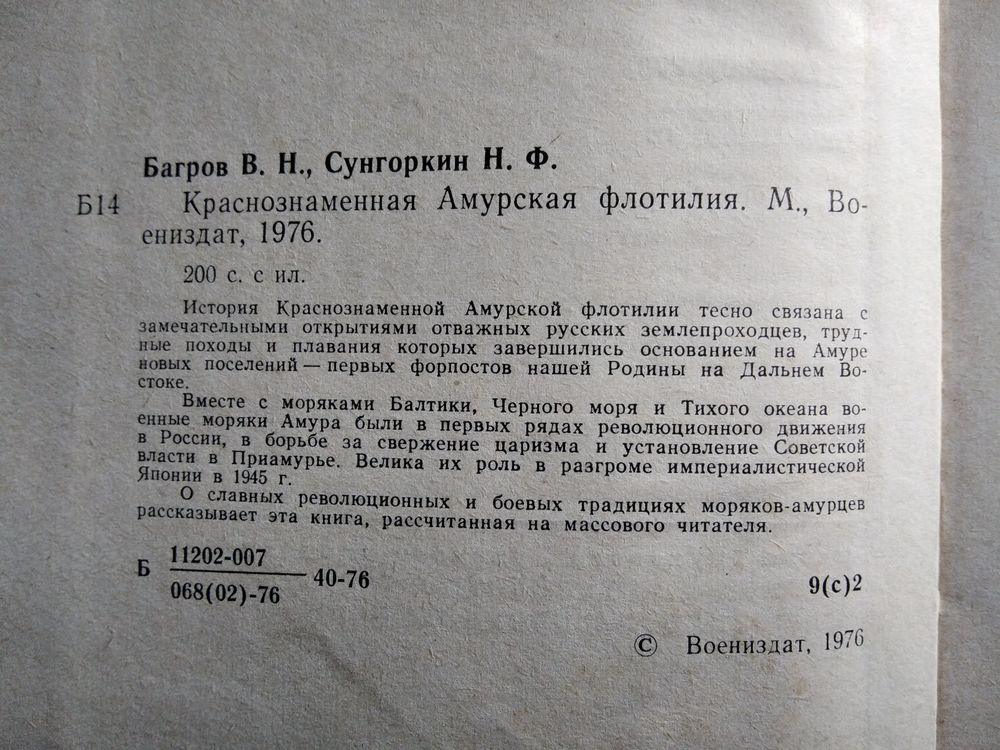 Багров В. Н., Сунгоркин Н. Ф.
Б14 Краснознаменная Амурская флотилия. М., Во-
ениздат, 1976.
200 с. с ил.
История Краснознаменной Амурской флотилии тесно связана с
замечательными открытиями отважных русских землепроходцев, труд-
ные походы и плавания которых завершились основанием на Амуре
новых поселений — первых форпостов нашей Родины на Дальнем Во-
стоке.
Вместе с моряками Балтики, Черного моря и Тихого океана во-
енные моряки Амура были в первых рядах революционного движения
в России, в борьбе за свержение царизма и установление Советской
власти в Приамурье. Велика их роль в разгроме империалистической
Японии в 1945 г.
О славных революционных и боевых традициях моряков-амурцев
рассказывает эта книга, рассчитанная на массового читателя.
11202-007
Б 40-76
068(02)-76
9(с)2
© Воениздат, 1976